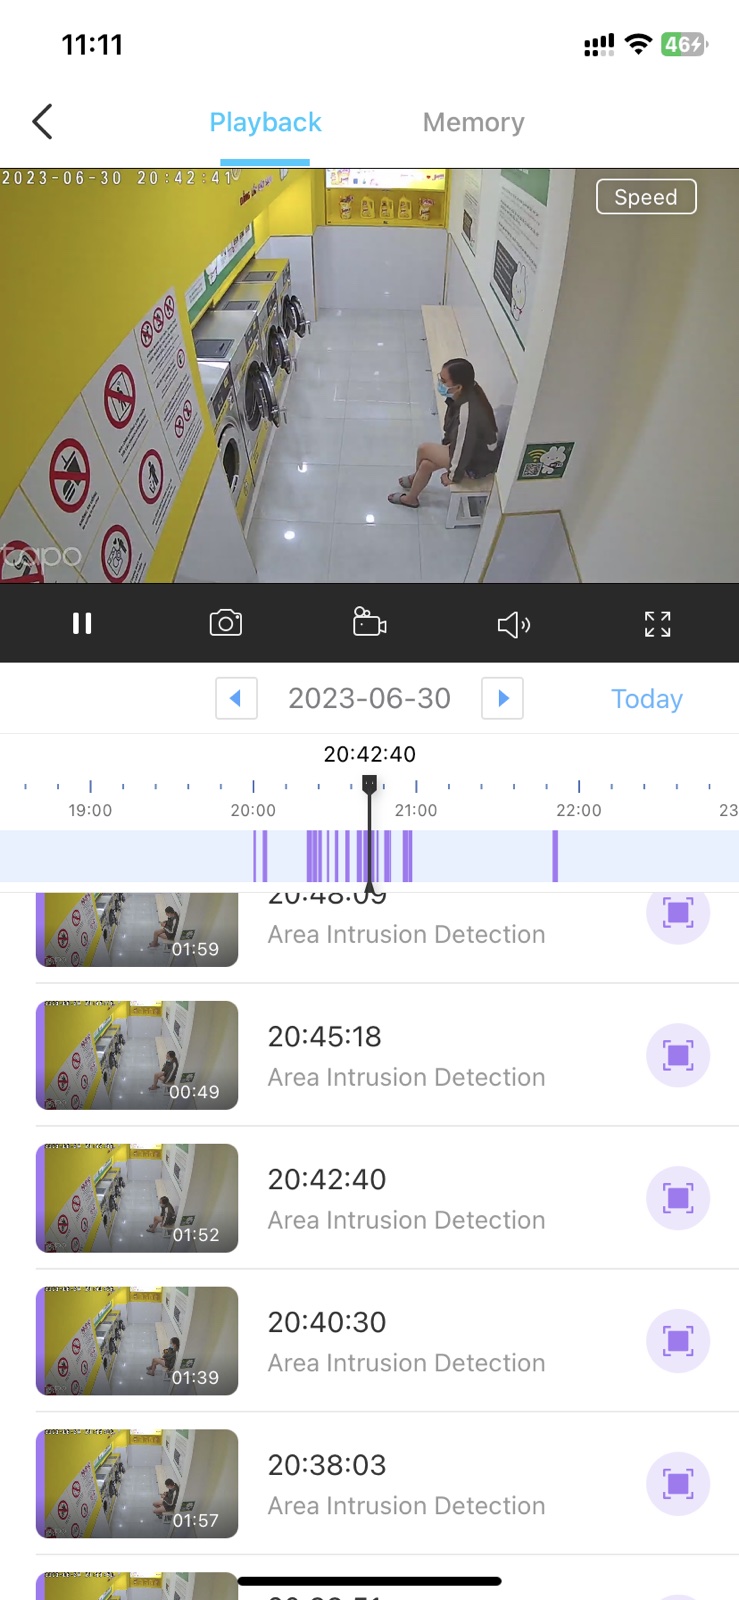 11:11
46
Playback
Memory
2023-06-30 20:42:41
Speed
tapo
2023-06-30
Today
20:42:40
19:00
20:00
21:00
22:00
23
20:48:09
01:59
Area Intrusion Detection
20:45:18
00:49
Area Intrusion Detection
20:42:40
01:52
Area Intrusion Detection
20:40:30
01:39
Area Intrusion Detection
20:38:03
01:57
Area Intrusion Detection